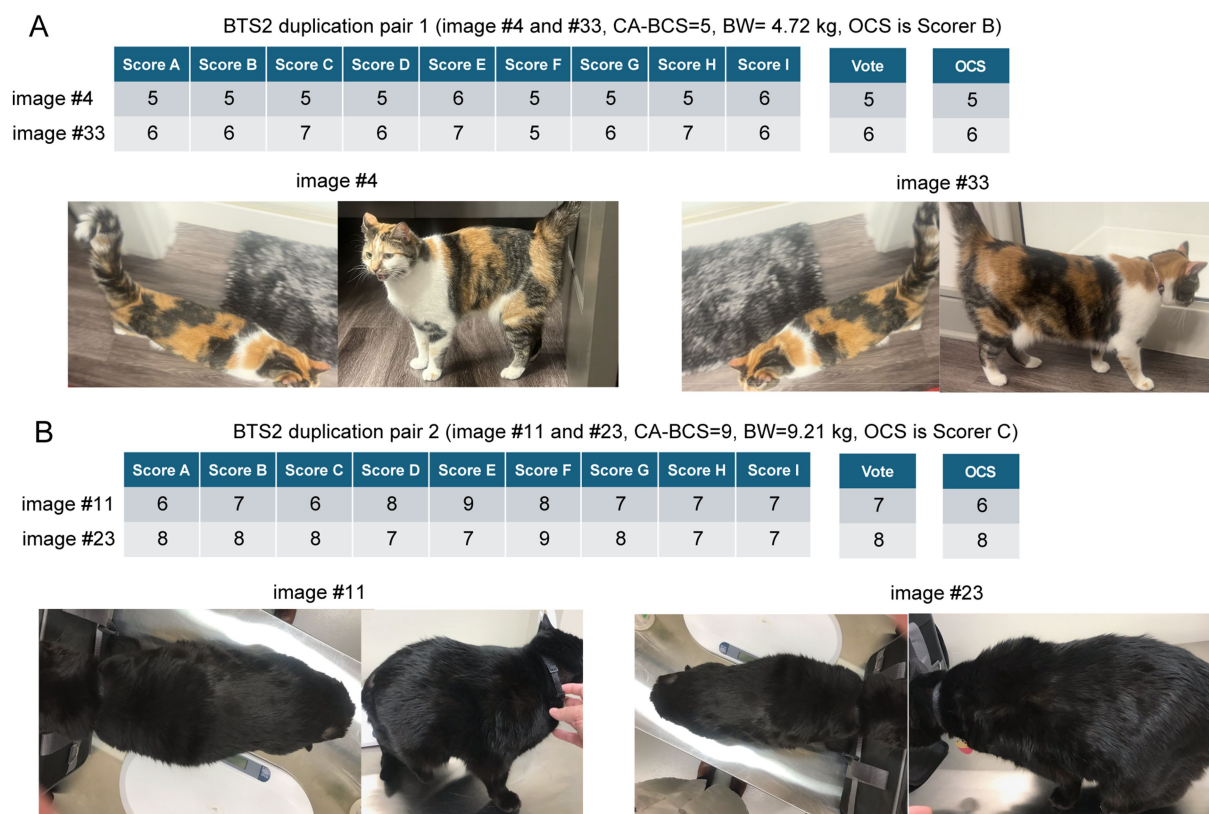 A
BTS2 duplication pair 1 (image #4 and #33, CA-BCS=5, BW= 4.72 kg, OCS is Scorer B)
Score A Score B Score C Score D Score E Score F Score G Score H Score I Vote OCS
image #4 5 5 5 5 6 5 5 5 6 5 5
image #33 6 6 7 6 7 5 6 7 6 6 6
image #4 image #33
B
BTS2 duplication pair 2 (image #11 and #23, CA-BCS=9, BW=9.21 kg, OCS is Scorer C)
Score A Score B Score C Score D Score E Score F Score G Score H Score I Vote OCS
image #11 6 7 6 8 9 8 7 7 7 7 6
image #23 8 8 8 7 7 9 8 7 7 8 8
image #11 image #23